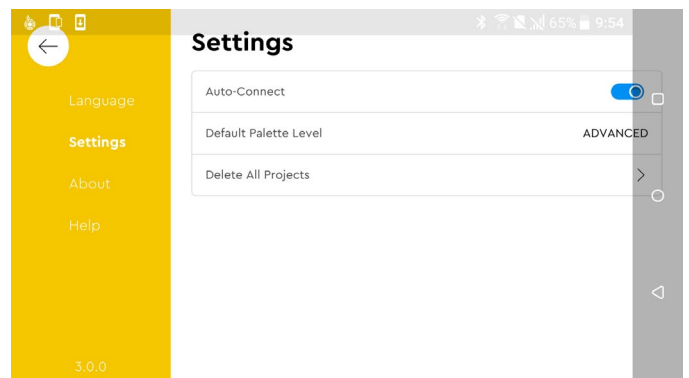 65% 9:54
Settings
Language
Settings
About
Help
3.0.0
Auto-Connect
Default Palette Level ADVANCED
Delete All Projects